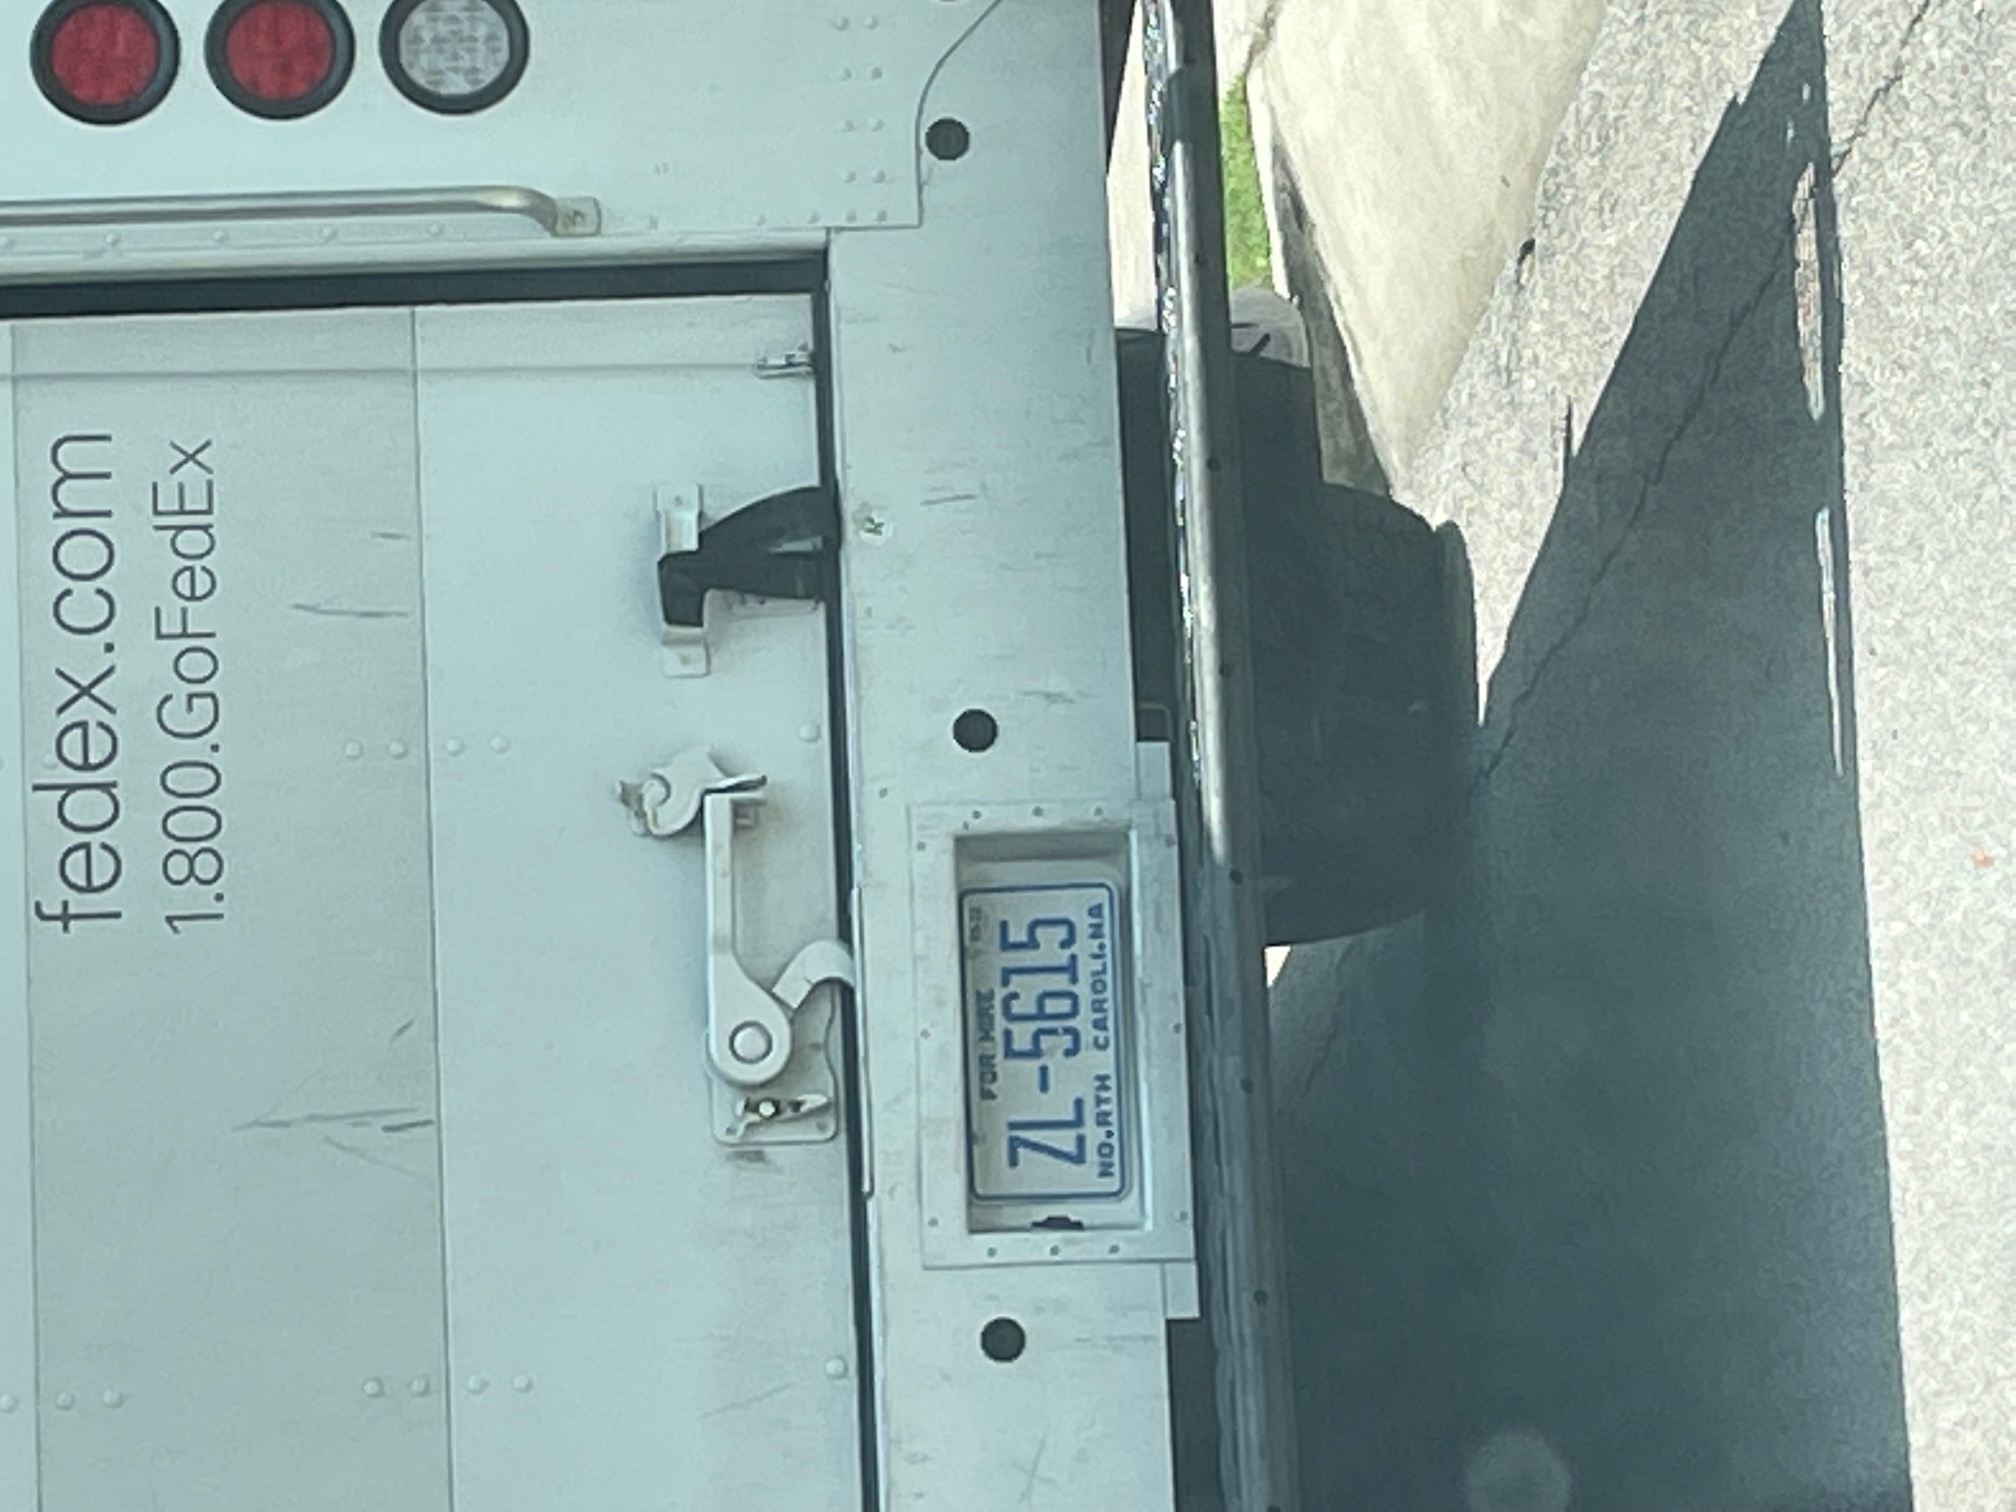 fedex.com
1.800.GoFedEx
FOR HIRE
ZL-5615
NORTH CAROLINA